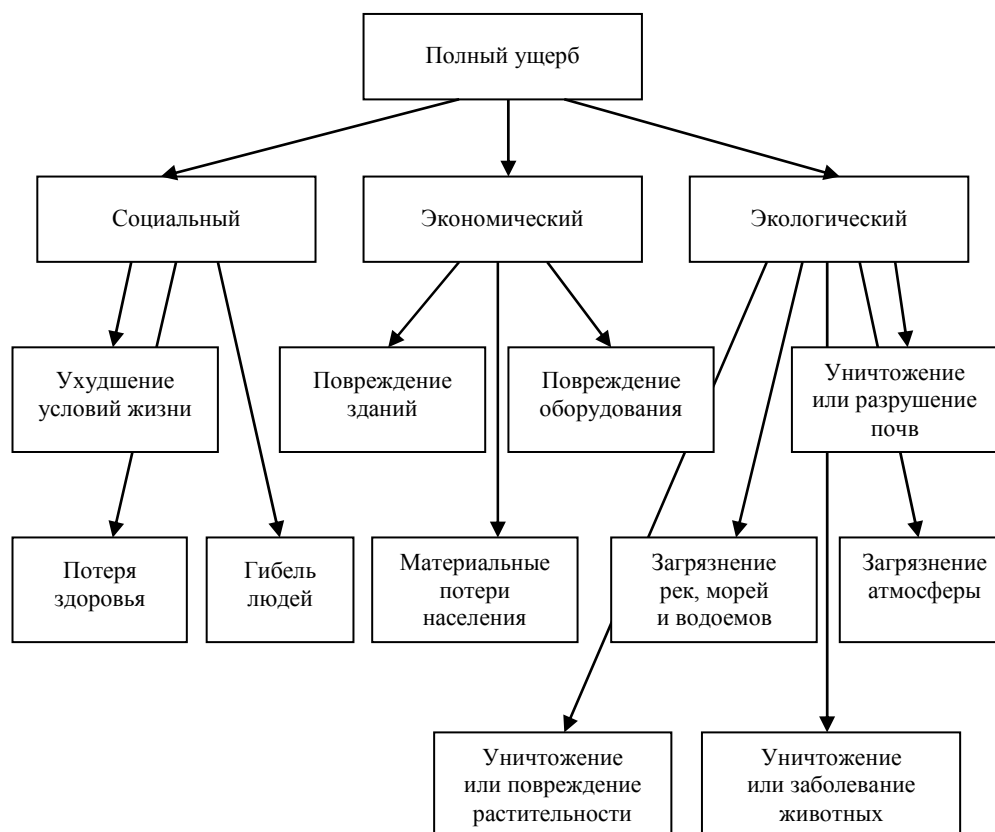 Полный ущерб
Социальный
Экономический
Экологический
Ухудшение
условий жизни
Повреждение
зданий
Повреждение
оборудования
Уничтожение
или разрушение
почв
Потеря
здоровья
Гибель
людей
Материальные
потери
населения
Загрязнение
рек, морей
и водоемов
Загрязнение
атмосферы
Уничтожение
или повреждение
растительности
Уничтожение
или заболевание
животных